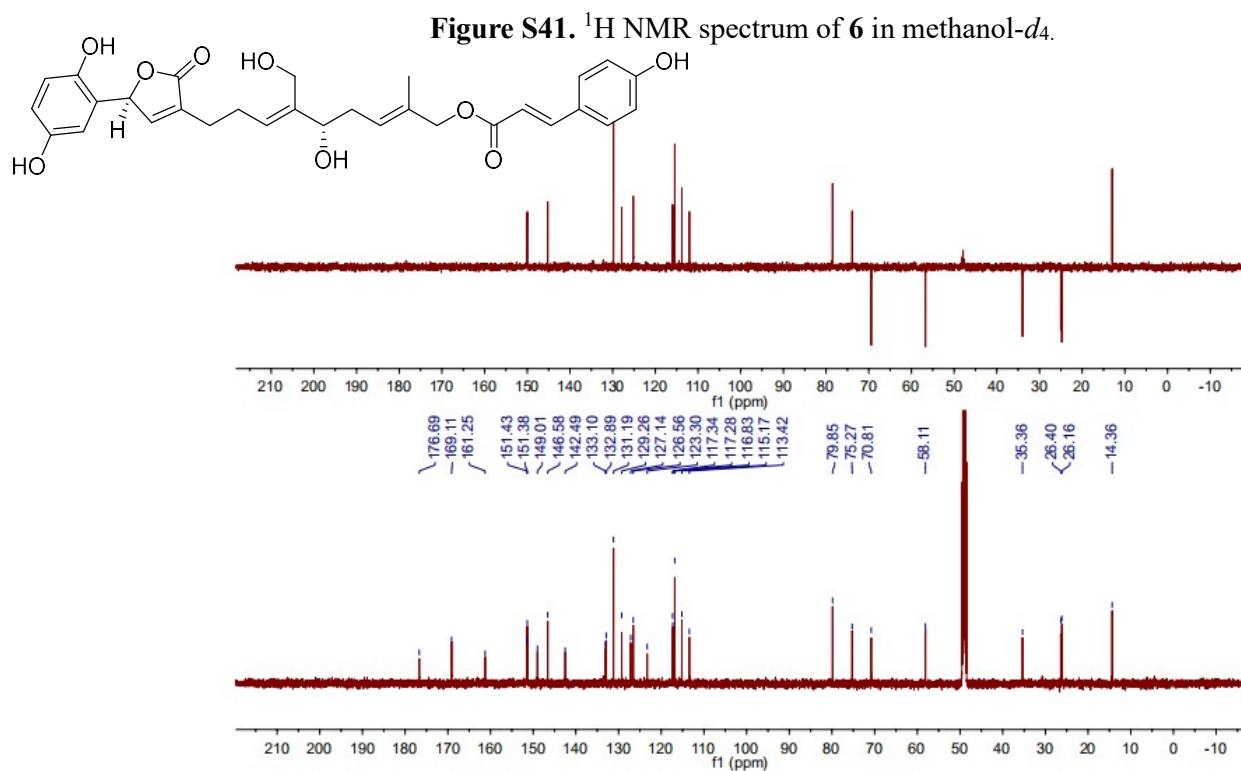 Figure S41. ¹H NMR spectrum of 6 in methanol-d₄.
OH
O
O
HO
OH
O
O
H
HO
OH
210 200 190 180 170 160 150 140 130 120 110 100 90 80 70 60 50 40 30 20 10 0 -10
f1 (ppm)
176.69
169.11
161.25
151.43
151.38
149.01
146.58
142.49
133.10
132.89
131.19
129.26
127.14
126.56
123.30
117.34
117.28
116.83
115.17
113.42
79.85
75.27
70.81
58.11
35.36
26.40
26.16
14.36
210 200 190 180 170 160 150 140 130 120 110 100 90 80 70 60 50 40 30 20 10 0 -10
f1 (ppm)